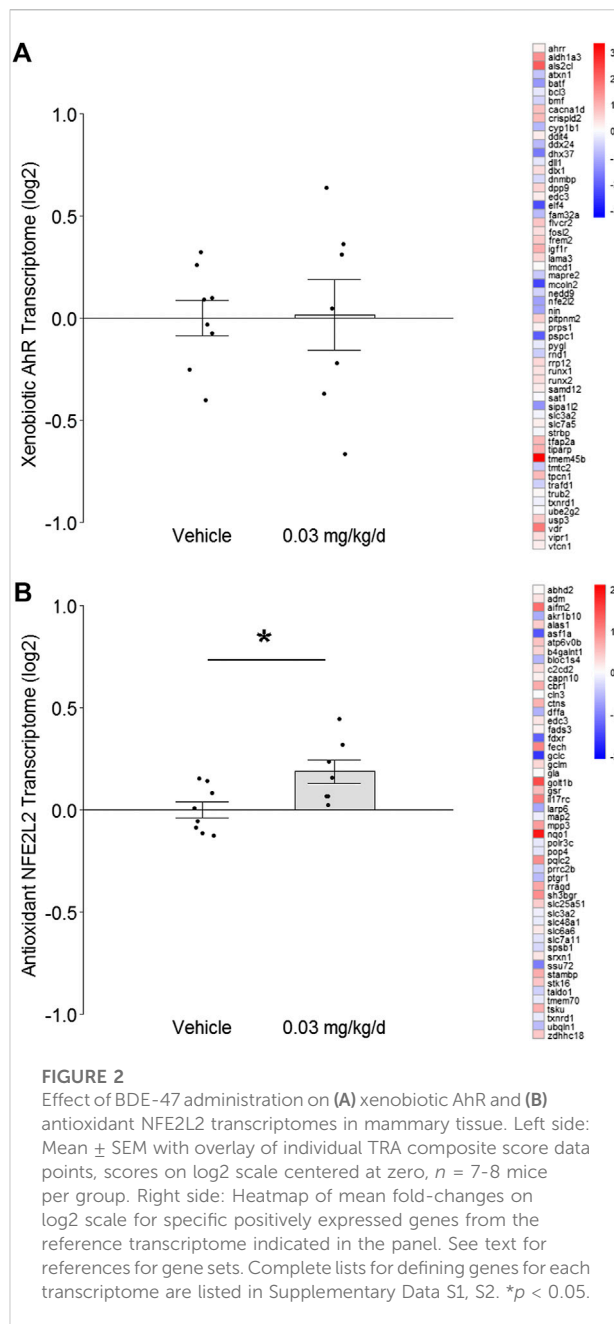 A
1.0
0.5
0.0
-0.5
-1.0
Xenobiotic AhR Transcriptome (log2)
Vehicle 0.03 mg/kg/d
ahrr
aldh1a3
als2cl
atxn1
batf
bcl3
bmf
cacna1d
crispld2
cyp1b1
ddit4
ddx24
dhx37
dll1
dlx1
dnmbp
dpp9
edc3
elf4
fam32a
flvcr2
fosl2
frem2
igf1r
lama3
lmcd1
mapre2
mcoln2
nedd9
nfe2l2
nin
pitpnm2
prps1
pspc1
pygl
rnd1
rrp12
runx1
runx2
samd12
sat1
sipa1l2
slc3a2
slc7a5
strbp
tfap2a
tiparp
tmem45b
tmtc2
tpcn1
trafd1
trub2
txnrd1
ube2g2
usp3
vdr
vipr1
vtcn1
3
2
1
0
B
1.0
0.5
0.0
-0.5
-1.0
Antioxidant NFE2L2 Transcriptome (log2)
*
Vehicle 0.03 mg/kg/d
abhd2
adm
aifm2
akr1b10
alas1
asf1a
atp6v0b
b4galnt1
bloc1s4
c2cd2
capn10
cbr1
cln3
ctns
dffa
edc3
fads3
fdxr
fech
gclc
gclm
gla
golt1b
gsr
il17rc
larp6
map2
mpp3
nqo1
polr3c
pop4
pqlc2
prrc2b
ptgr1
rragd
sh3bgr
slc25a51
slc3a2
slc48a1
slc6a6
slc7a11
spsb1
srxn1
ssu72
stambp
stk16
taldo1
tmem70
tsku
txnrd1
ubqln1
zdhhc18
2
1
0
FIGURE 2
Effect of BDE-47 administration on (A) xenobiotic AhR and (B)
antioxidant NFE2L2 transcriptomes in mammary tissue. Left side:
Mean ± SEM with overlay of individual TRA composite score data
points, scores on log2 scale centered at zero, n = 7-8 mice
per group. Right side: Heatmap of mean fold-changes on
log2 scale for specific positively expressed genes from the
reference transcriptome indicated in the panel. See text for
references for gene sets. Complete lists for defining genes for each
transcriptome are listed in Supplementary Data S1, S2. *p < 0.05.